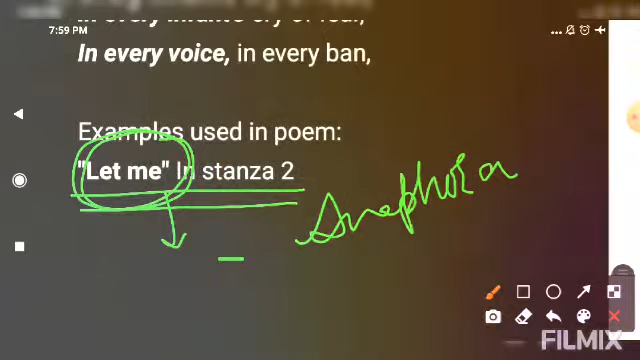 7:59 PM
In every voice, in every ban,
Examples used in poem:
"Let me" In stanza 2
Anaphora
FILMIX